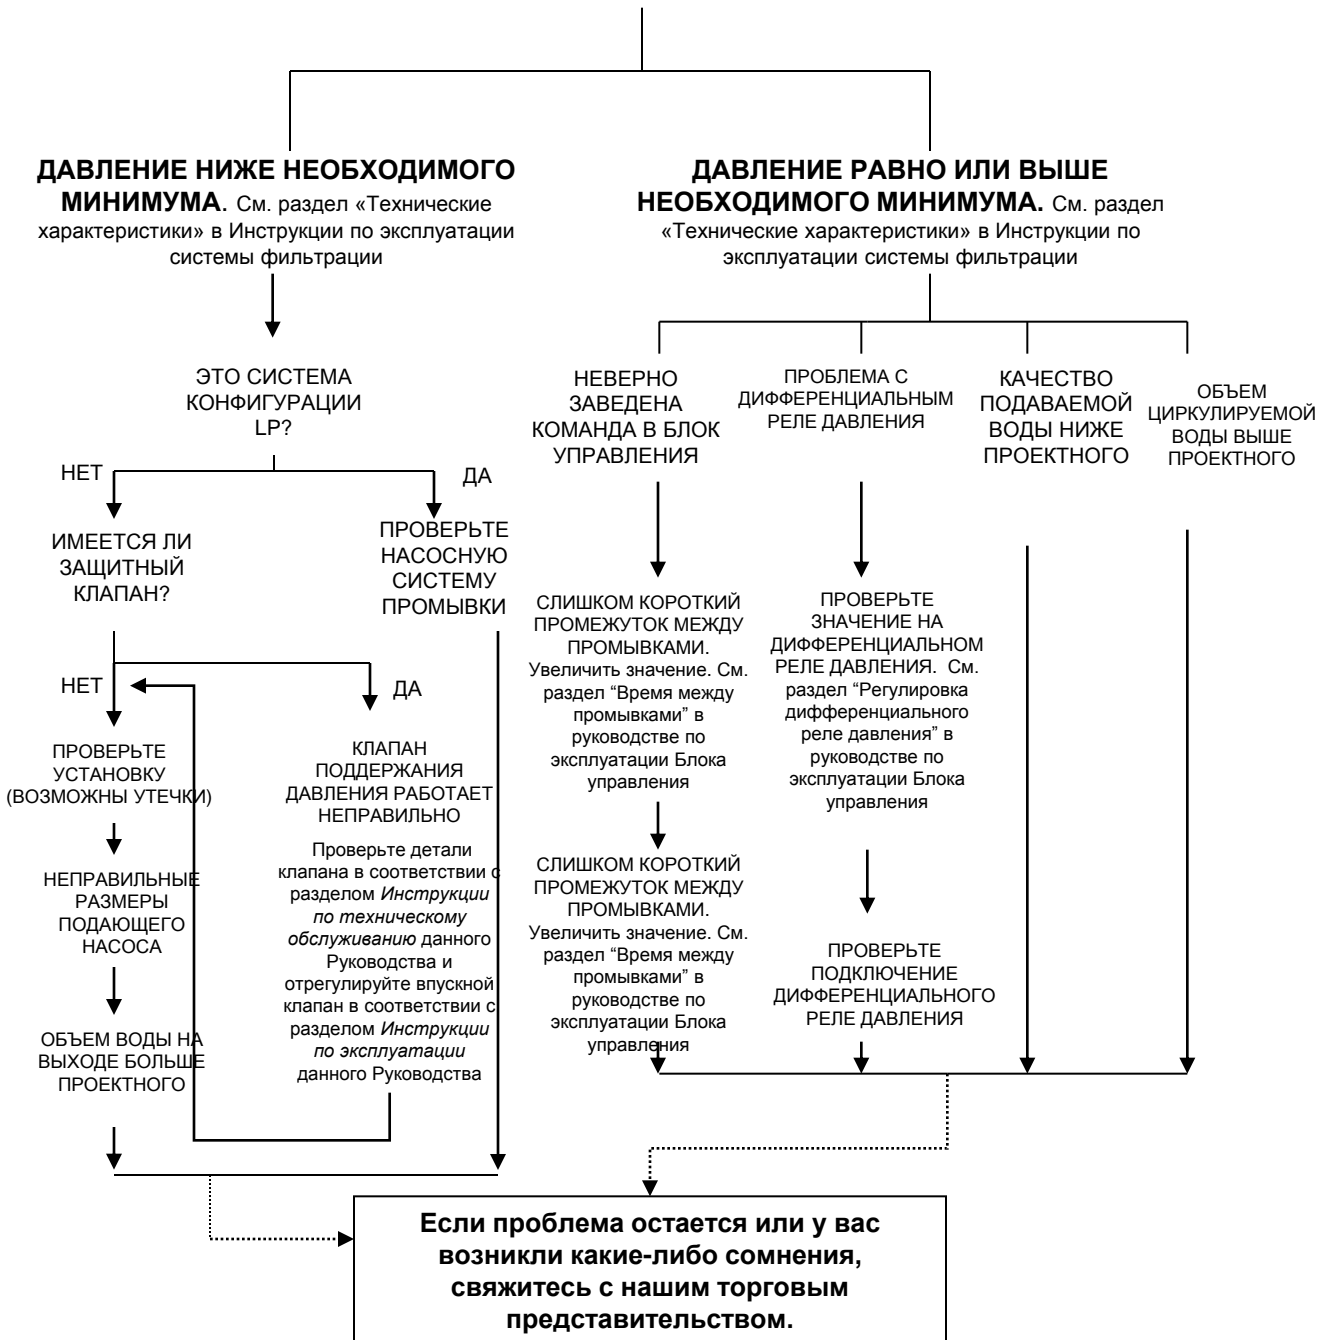 ДАВЛЕНИЕ НИЖЕ НЕОБХОДИМОГО
МИНИМУМА. См. раздел «Технические
характеристики» в Инструкции по эксплуатации
системы фильтрации
ДАВЛЕНИЕ РАВНО ИЛИ ВЫШЕ
НЕОБХОДИМОГО МИНИМУМА. См. раздел
«Технические характеристики» в Инструкции по
эксплуатации системы фильтрации
ЭТО СИСТЕМА
КОНФИГУРАЦИИ
LP?
НЕТ
ДА
ИМЕЕТСЯ ЛИ
ЗАЩИТНЫЙ
КЛАПАН?
ПРОВЕРЬТЕ
НАСОСНУЮ
СИСТЕМУ
ПРОМЫВКИ
НЕТ
ДА
ПРОВЕРЬТЕ
УСТАНОВКУ
(ВОЗМОЖНЫ УТЕЧКИ)
НЕПРАВИЛЬНЫЕ
РАЗМЕРЫ
ПОДАЮЩЕГО
НАСОСА
ОБЪЕМ ВОДЫ НА
ВЫХОДЕ БОЛЬШЕ
ПРОЕКТНОГО
КЛАПАН
ПОДДЕРЖАНИЯ
ДАВЛЕНИЯ РАБОТАЕТ
НЕПРАВИЛЬНО
Проверьте детали
клапана в соответствии с
разделом Инструкции
по техническому
обслуживанию данного
Руководства и
отрегулируйте впускной
клапан в соответствии с
разделом Инструкции
по эксплуатации
данного Руководства
НЕВЕРНО
ЗАВЕДЕНА
КОМАНДА В БЛОК
УПРАВЛЕНИЯ
СЛИШКОМ КОРОТКИЙ
ПРОМЕЖУТОК МЕЖДУ
ПРОМЫВКАМИ.
Увеличить значение. См.
раздел “Время между
промывками” в
руководстве по
эксплуатации Блока
управления
СЛИШКОМ КОРОТКИЙ
ПРОМЕЖУТОК МЕЖДУ
ПРОМЫВКАМИ.
Увеличить значение. См.
раздел “Время между
промывками” в
руководстве по
эксплуатации Блока
управления
ПРОБЛЕМА С
ДИФФЕРЕНЦИАЛЬНЫМ
РЕЛЕ ДАВЛЕНИЯ
ПРОВЕРЬТЕ
ЗНАЧЕНИЕ НА
ДИФФЕРЕНЦИАЛЬНОМ
РЕЛЕ ДАВЛЕНИЯ. См.
раздел “Регулировка
дифференциального
реле давления” в
руководстве по
эксплуатации Блока
управления
ПРОВЕРЬТЕ
ПОДКЛЮЧЕНИЕ
ДИФФЕРЕНЦИАЛЬНОГО
РЕЛЕ ДАВЛЕНИЯ
КАЧЕСТВО
ПОДАВАЕМОЙ
ВОДЫ НИЖЕ
ПРОЕКТНОГО
ОБЪЕМ
ЦИРКУЛИРУЕМОЙ
ВОДЫ ВЫШЕ
ПРОЕКТНОГО
Если проблема остается или у вас
возникли какие-либо сомнения,
свяжитесь с нашим торговым
представительством.